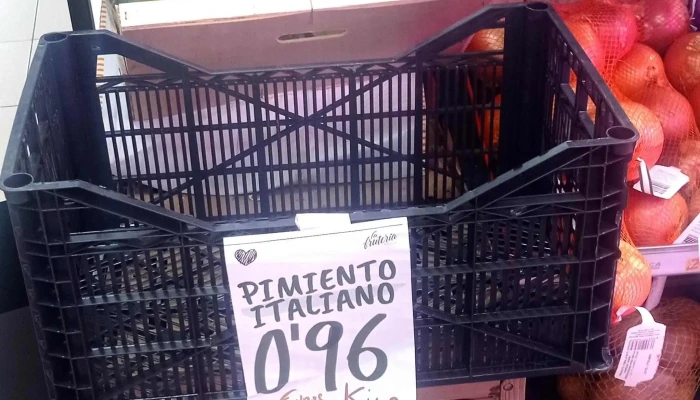 la
frutería
PIMIENTO
ITALIANO
0'96